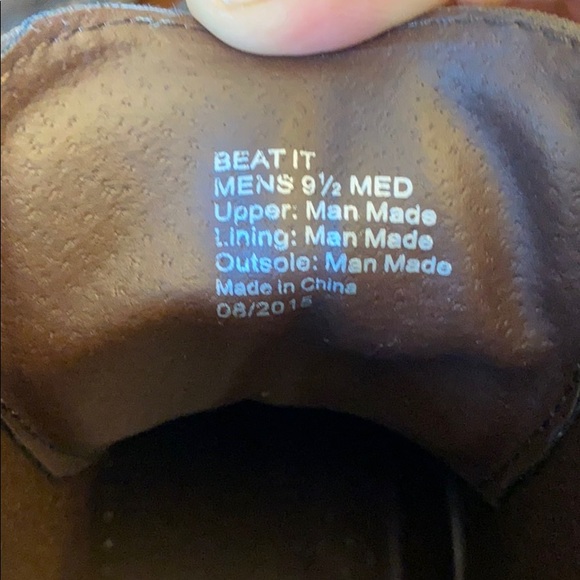 BEAT IT
MENS 9½ MED
Upper: Man Made
Lining: Man Made
Outsole: Man Made
Made in China
08/2015